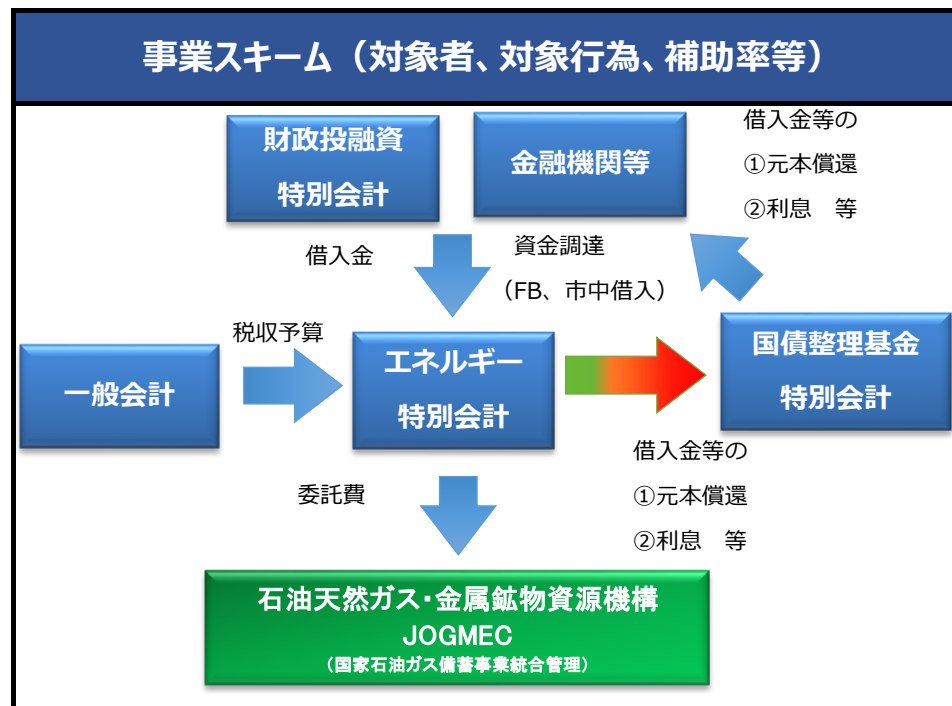 事業スキーム（対象者、対象行為、補助率等）
財政投融資
特別会計
金融機関等
借入金等の
①元本償還
②利息　等
借入金
資金調達
（FB、市中借入）
税収予算
一般会計
エネルギー
特別会計
国債整理基金
特別会計
借入金等の
①元本償還
②利息　等
委託費
石油天然ガス・金属鉱物資源機構
JOGMEC
（国家石油ガス備蓄事業統合管理）